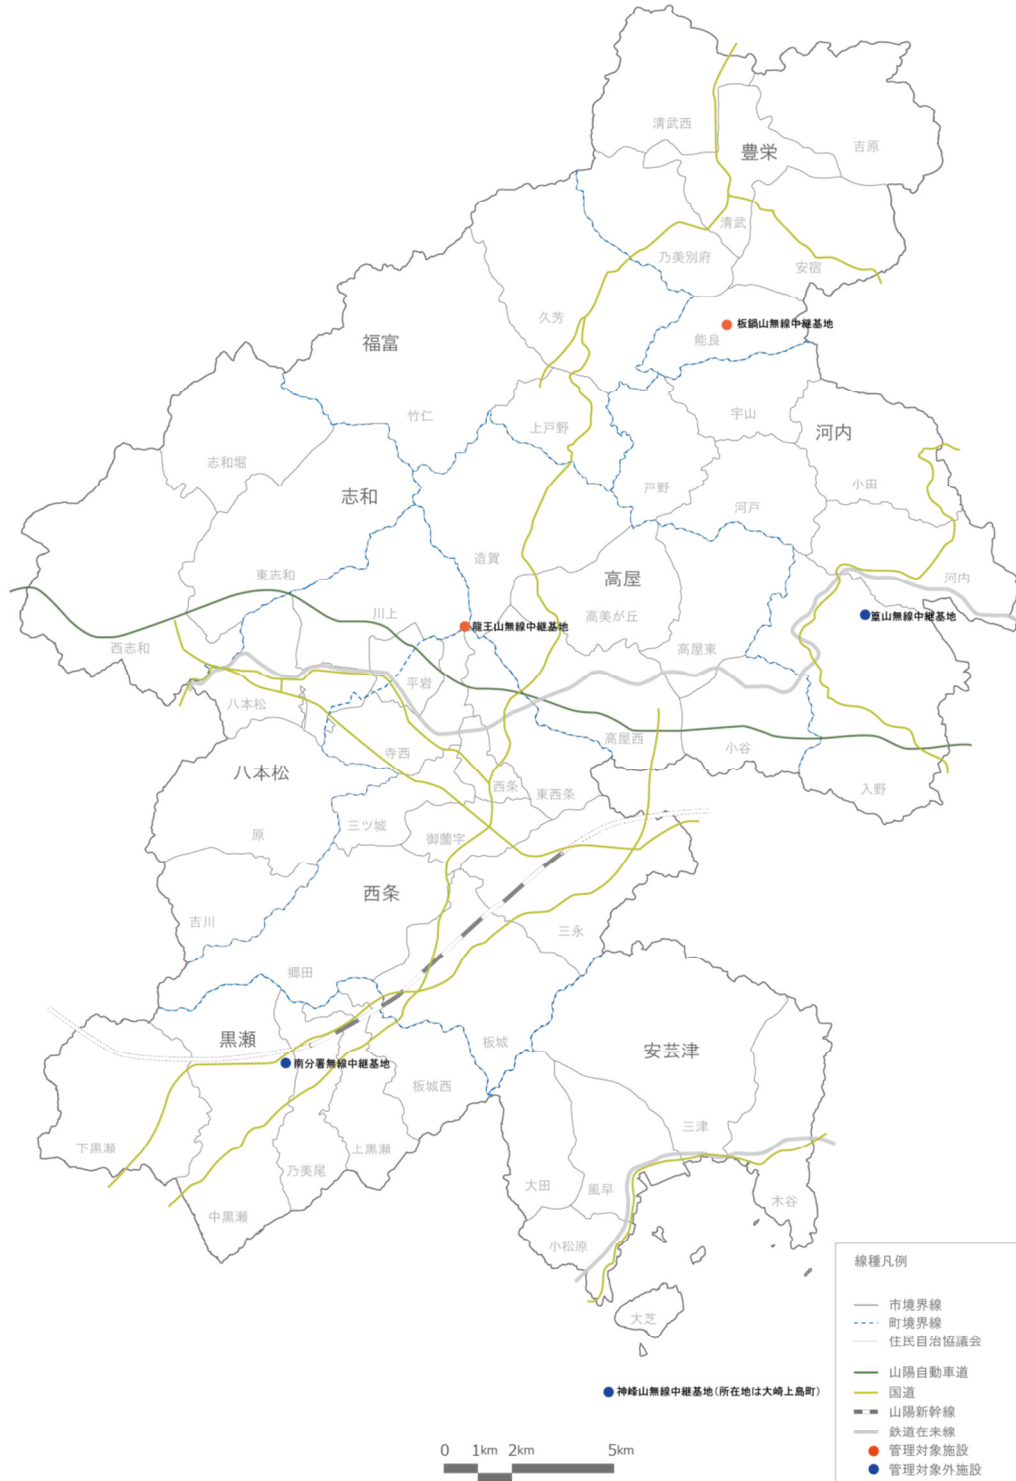 清武西
豊栄
吉原
清武
乃美別府
安宿
久芳
板鍋山無線中継基地
能良
福富
竹仁
上戸野
宇山
河内
志和堀
志和
戸野
小田
河戸
造賀
東志和
高屋
河内
川上
高美が丘
篁山無線中継基地
龍王山無線中継基地
西志和
高屋東
平岩
八本松
高屋西
小谷
寺西
八本松
西条
東西条
入野
原
三ツ城
御薗宇
西条
吉川
三永
郷田
黒瀬
板城
安芸津
南分署無線中継基地
板城西
三津
下黒瀬
上黒瀬
乃美尾
大田
風早
木谷
中黒瀬
小松原
大芝
神峰山無線中継基地(所在地は大崎上島町)
線種凡例
市境界線
町境界線
住民自治協議会
山陽自動車道
国道
山陽新幹線
鉄道在来線
管理対象施設
管理対象外施設
0 1km 2km 5km